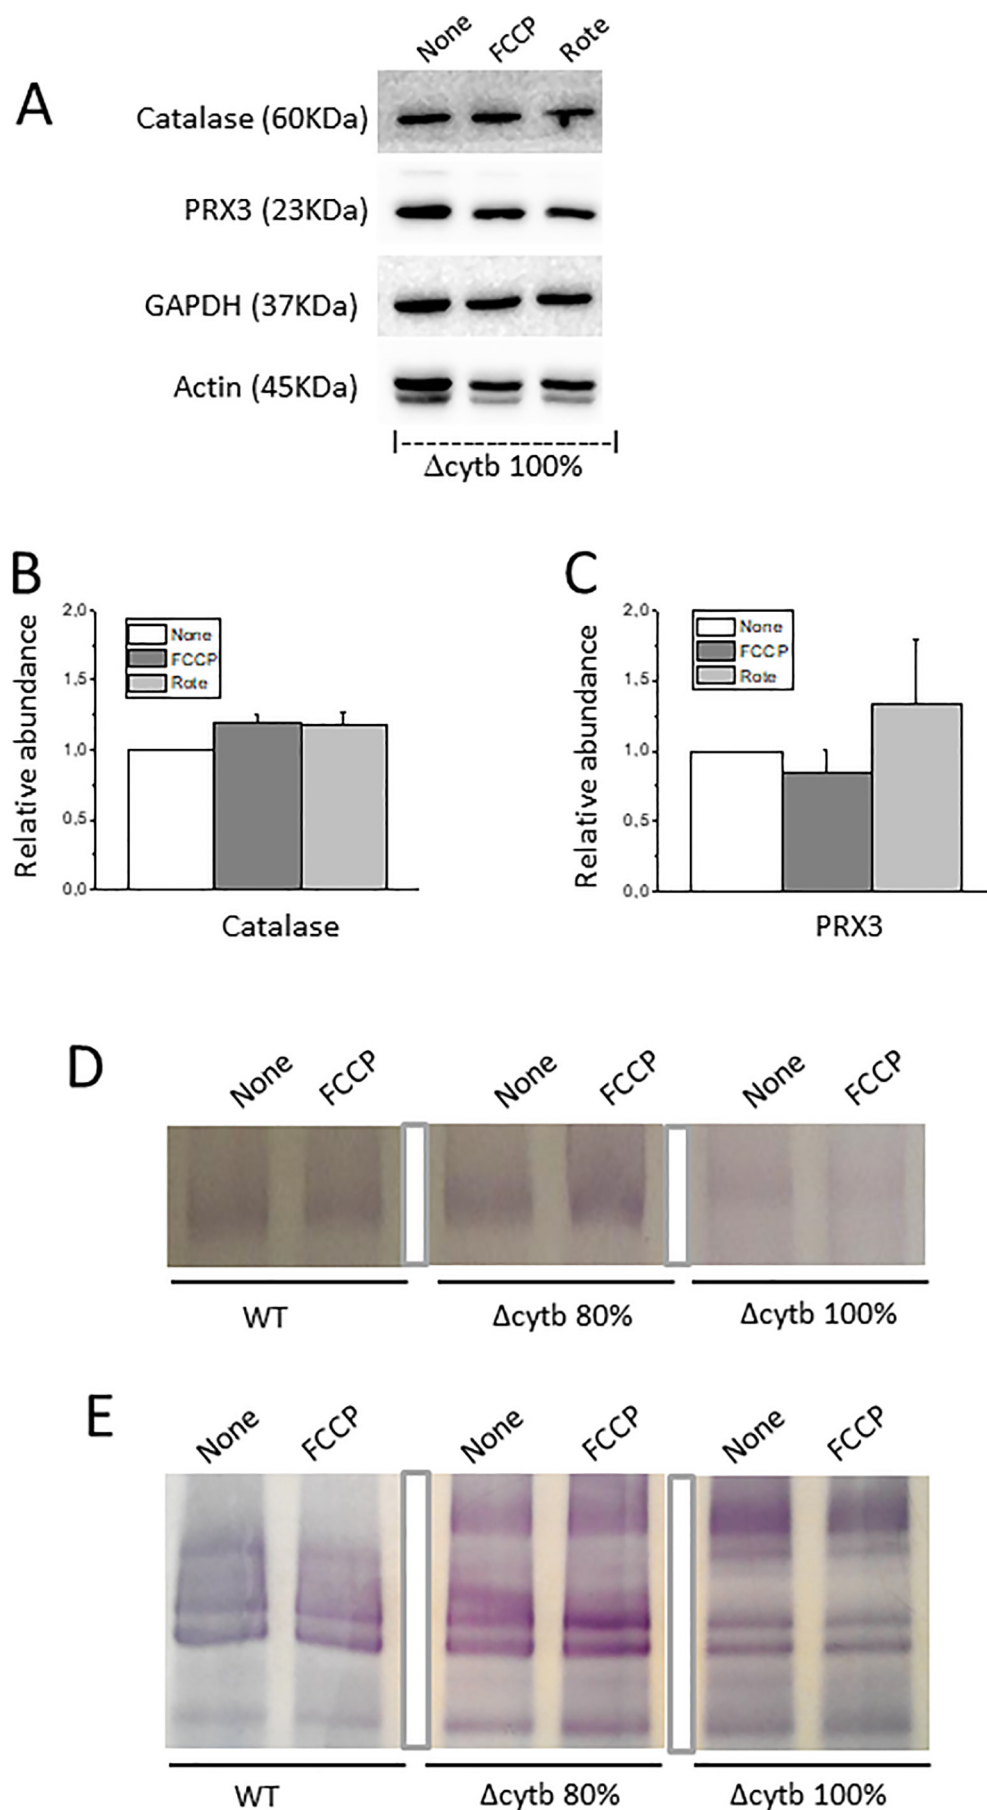 None FCCP Rote
A
Catalase (60KDa)
PRX3 (23KDa)
GAPDH (37KDa)
Actin (45KDa)
Δcytb 100%
B
Relative abundance
2,0
1,5
1,0
0,5
0,0
None
FCCP
Rote
Catalase
C
Relative abundance
2,0
1,5
1,0
0,5
0,0
None
FCCP
Rote
PRX3
D
None FCCP None FCCP None FCCP
WT Δcytb 80% Δcytb 100%
E
None FCCP None FCCP None FCCP
WT Δcytb 80% Δcytb 100%